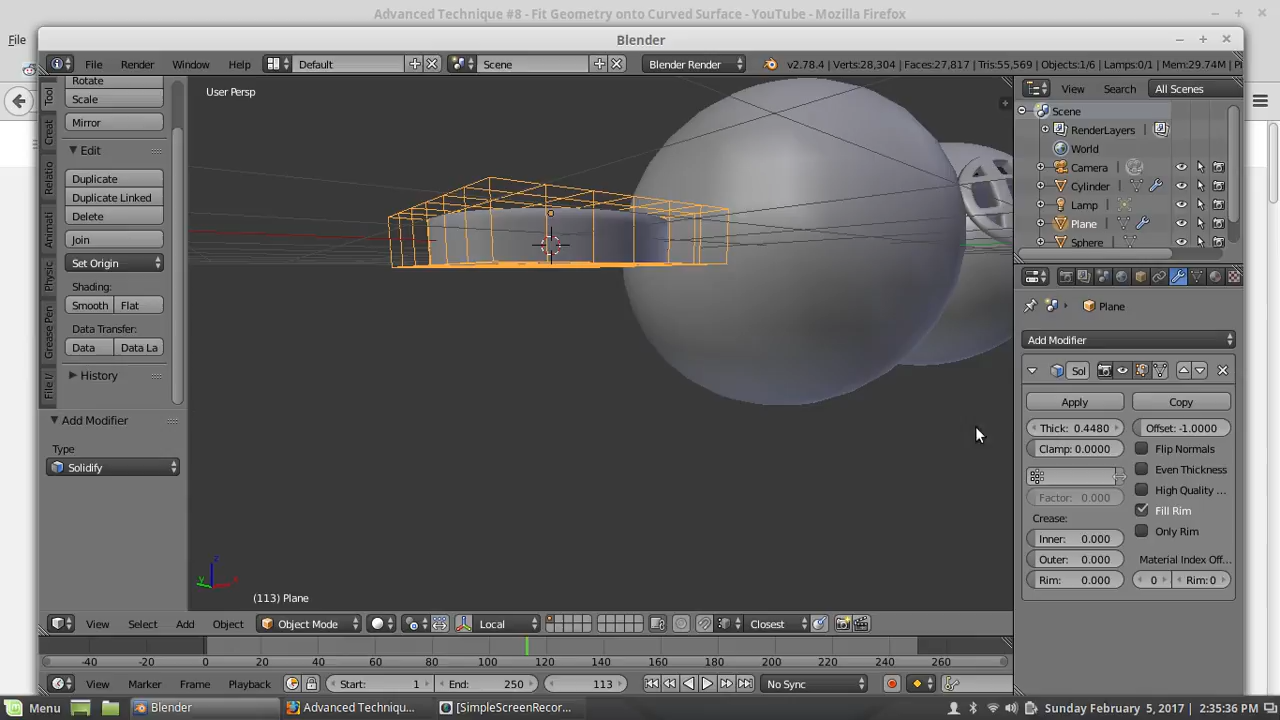 Advanced Technique #8 - Fit Geometry onto Curved Surface - YouTube - Mozilla Firefox
File
Blender
File Render Window Help Default Scene Blender Render v2.78.4 | Verts:28,304 | Faces:27,817 | Tris:55,569 | Objects:1/6 | Lamps:0/1 | Mem:29.74M | Pl
Rotate
Scale
Mirror
Edit
Duplicate
Duplicate Linked
Delete
Join
Set Origin
Shading:
Smooth Flat
Data Transfer:
Data Data La
History
Tool
Creat
Relatio
Animati
Physic
Grease Pen
File I/
Add Modifier
Type
Solidify
User Persp
(113) Plane
View Search All Scenes
Scene
RenderLayers
World
Camera
Cylinder
Lamp
Plane
Sphere
Plane
Add Modifier
Sol
Apply Copy
Thick: 0.4480 Offset: -1.0000
Clamp: 0.0000 Flip Normals
Even Thickness
High Quality ...
Factor: 0.000
Fill Rim
Crease:
Only Rim
Inner: 0.000
Outer: 0.000 Material Index Off...
Rim: 0.000 0 Rim: 0
View Select Add Object Object Mode Local Closest
-40 -20 0 20 40 60 80 100 120 140 160 180 200 220 240 260
View Marker Frame Playback Start: 1 End: 250 113 No Sync
Menu Blender Advanced Techniqu... [SimpleScreenRecor... Sunday February 5, 2017 | 2:35:36 PM